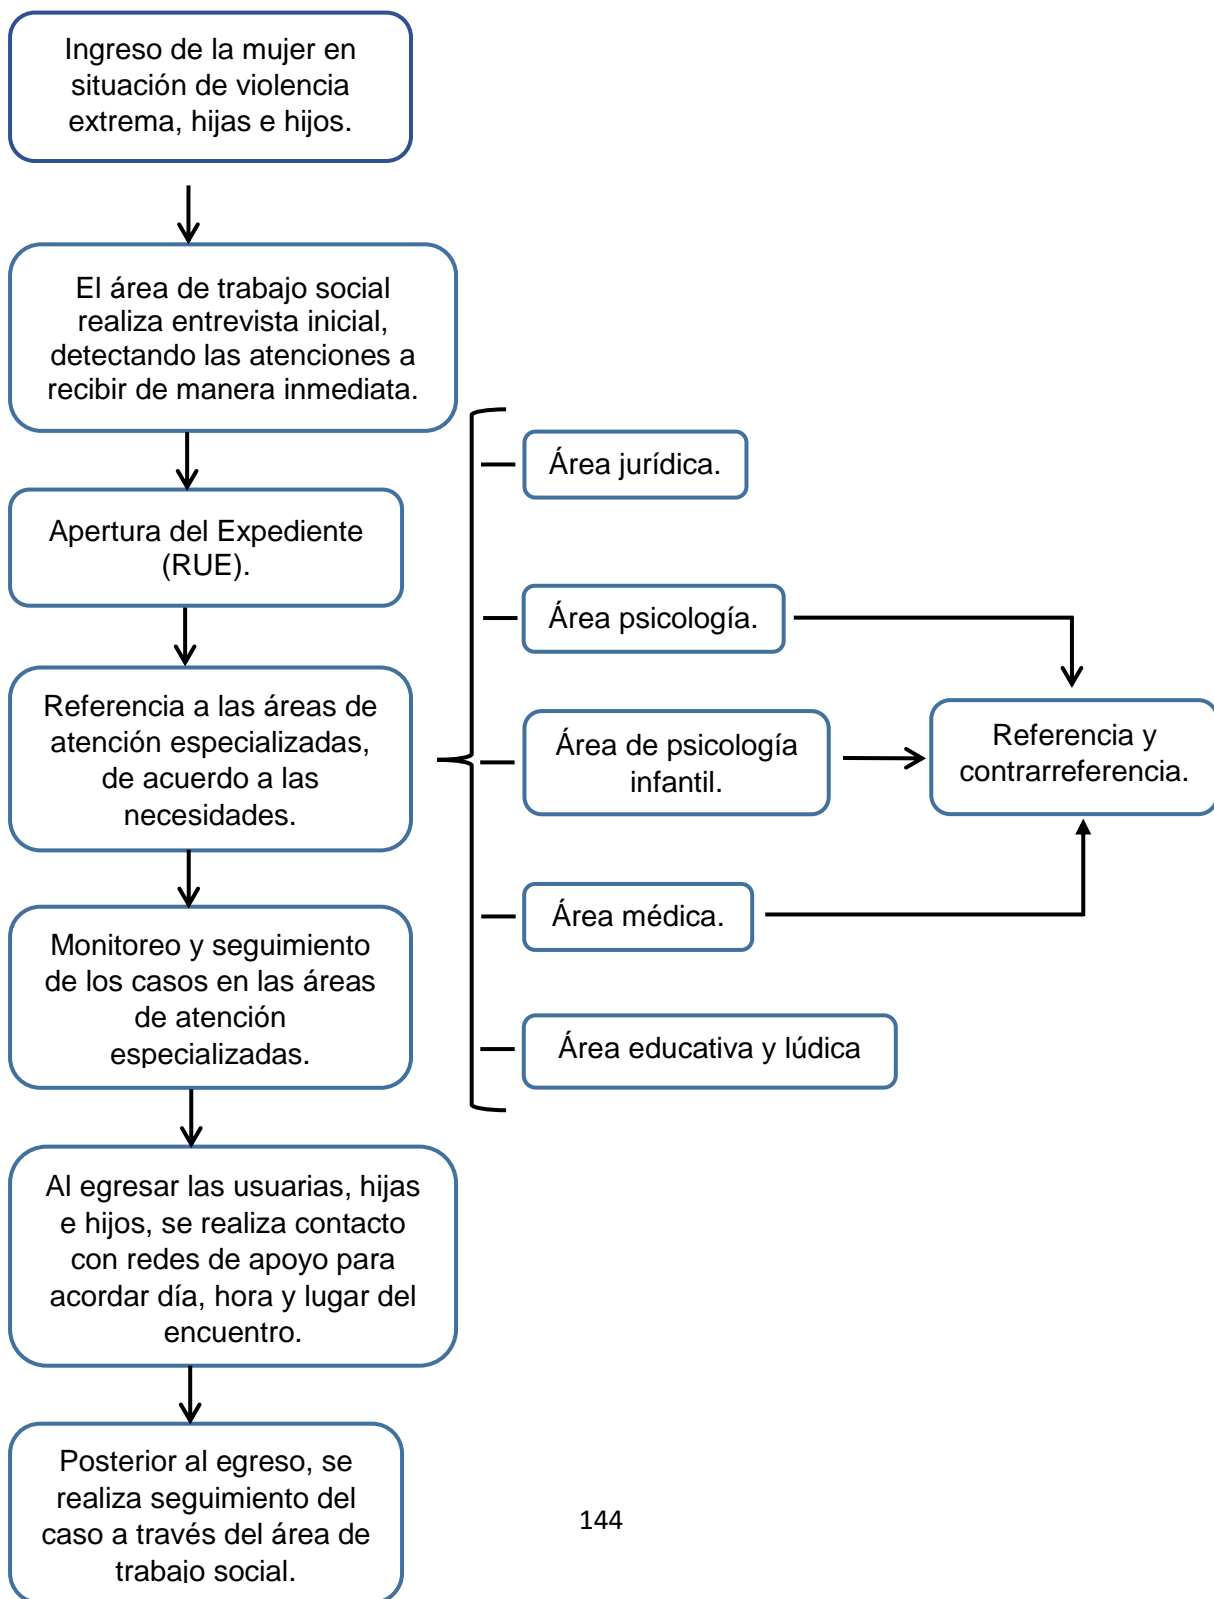 Ingreso de la mujer en
situación de violencia
extrema, hijas e hijos.
El área de trabajo social
realiza entrevista inicial,
detectando las atenciones a
recibir de manera inmediata.
Apertura del Expediente
(RUE).
Referencia a las áreas de
atención especializadas,
de acuerdo a las
necesidades.
Monitoreo y seguimiento
de los casos en las áreas
de atención
especializadas.
Al egresar las usuarias, hijas
e hijos, se realiza contacto
con redes de apoyo para
acordar día, hora y lugar del
encuentro.
Posterior al egreso, se
realiza seguimiento del
caso a través del área de
trabajo social.
Área jurídica.
Área psicología.
Área de psicología
infantil.
Área médica.
Área educativa y lúdica
Referencia y
contrarreferencia.
144